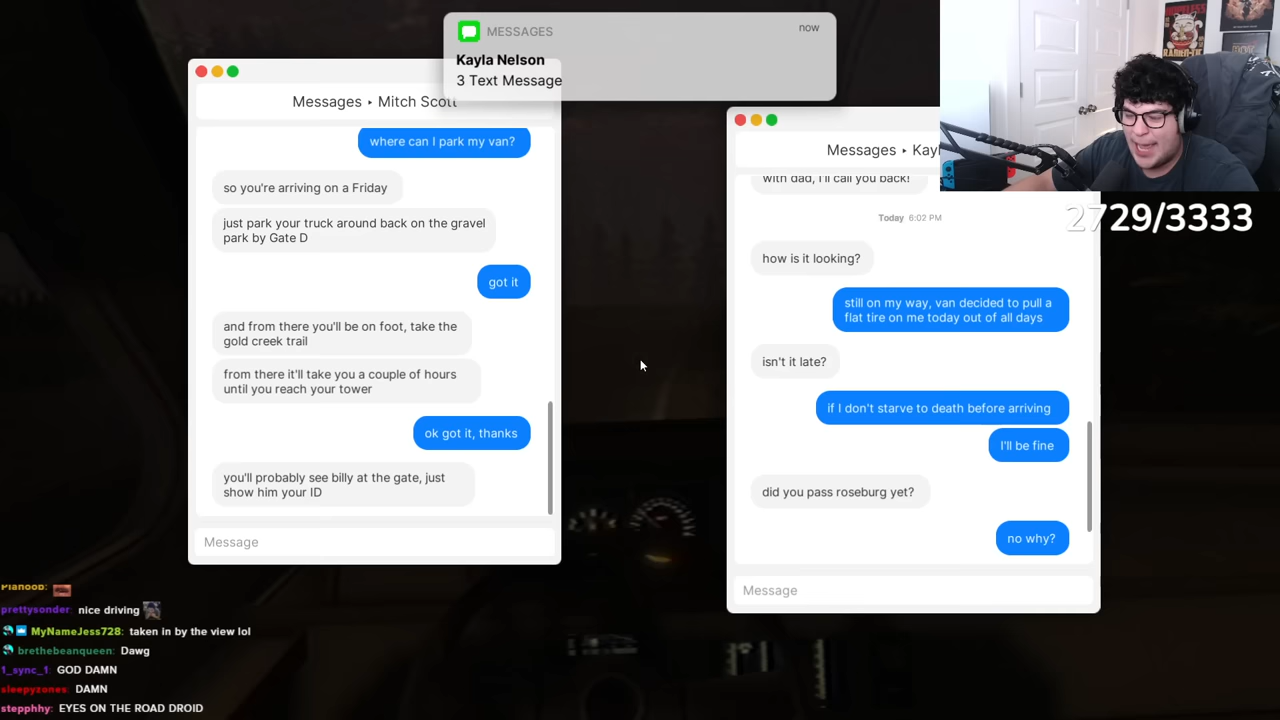 MESSAGES
now
Kayla Nelson
3 Text Message
Messages ▸ Mitch Scott
where can I park my van?
so you're arriving on a Friday
just park your truck around back on the gravel
park by Gate D
got it
and from there you'll be on foot, take the
gold creek trail
from there it'll take you a couple of hours
until you reach your tower
ok got it, thanks
you'll probably see billy at the gate, just
show him your ID
Message
Messages ▸ Kayl
with dad, I'll call you back!
Today 6:02 PM
how is it looking?
still on my way, van decided to pull a
flat tire on me today out of all days
isn't it late?
if I don't starve to death before arriving
I'll be fine
did you pass roseburg yet?
no why?
Message
2729/3333
prettysonder: nice driving
MyNameJess728: taken in by the view lol
brethebeanqueen: Dawg
1_sync_1: GOD DAMN
sleepyzones: DAMN
stepphhy: EYES ON THE ROAD DROID